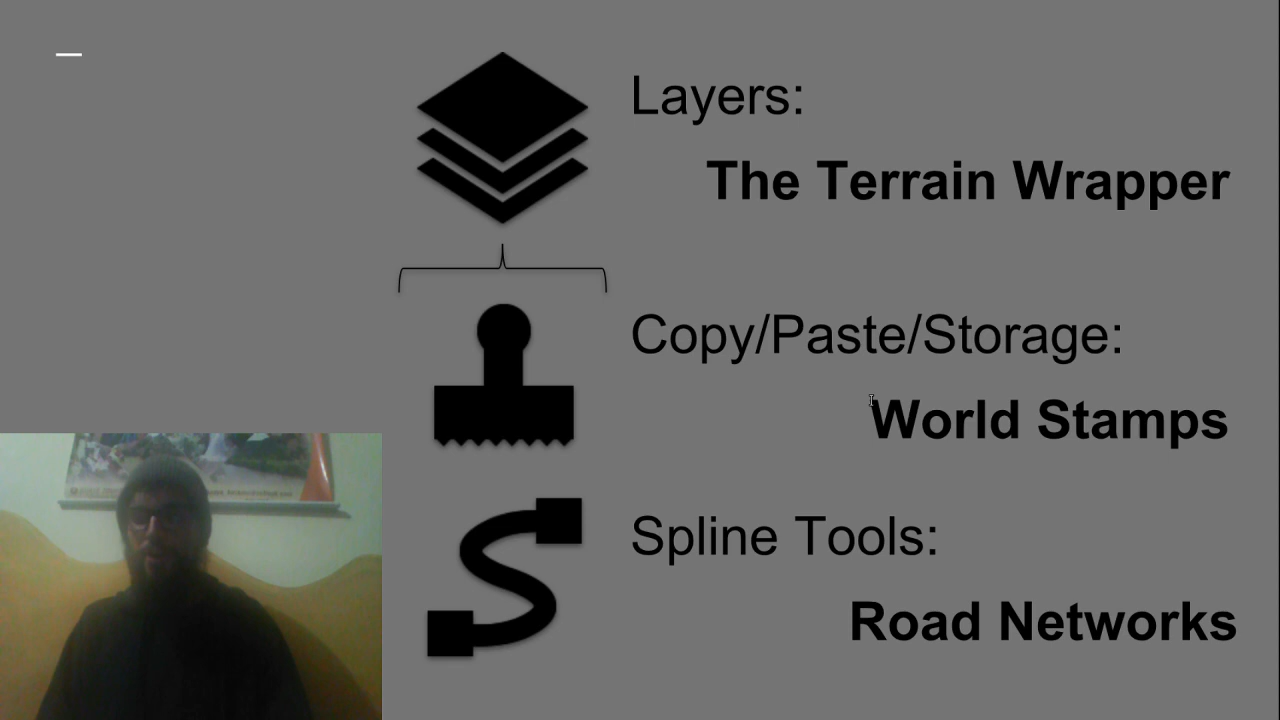 Layers:
The Terrain Wrapper
Copy/Paste/Storage:
World Stamps
Spline Tools:
Road Networks